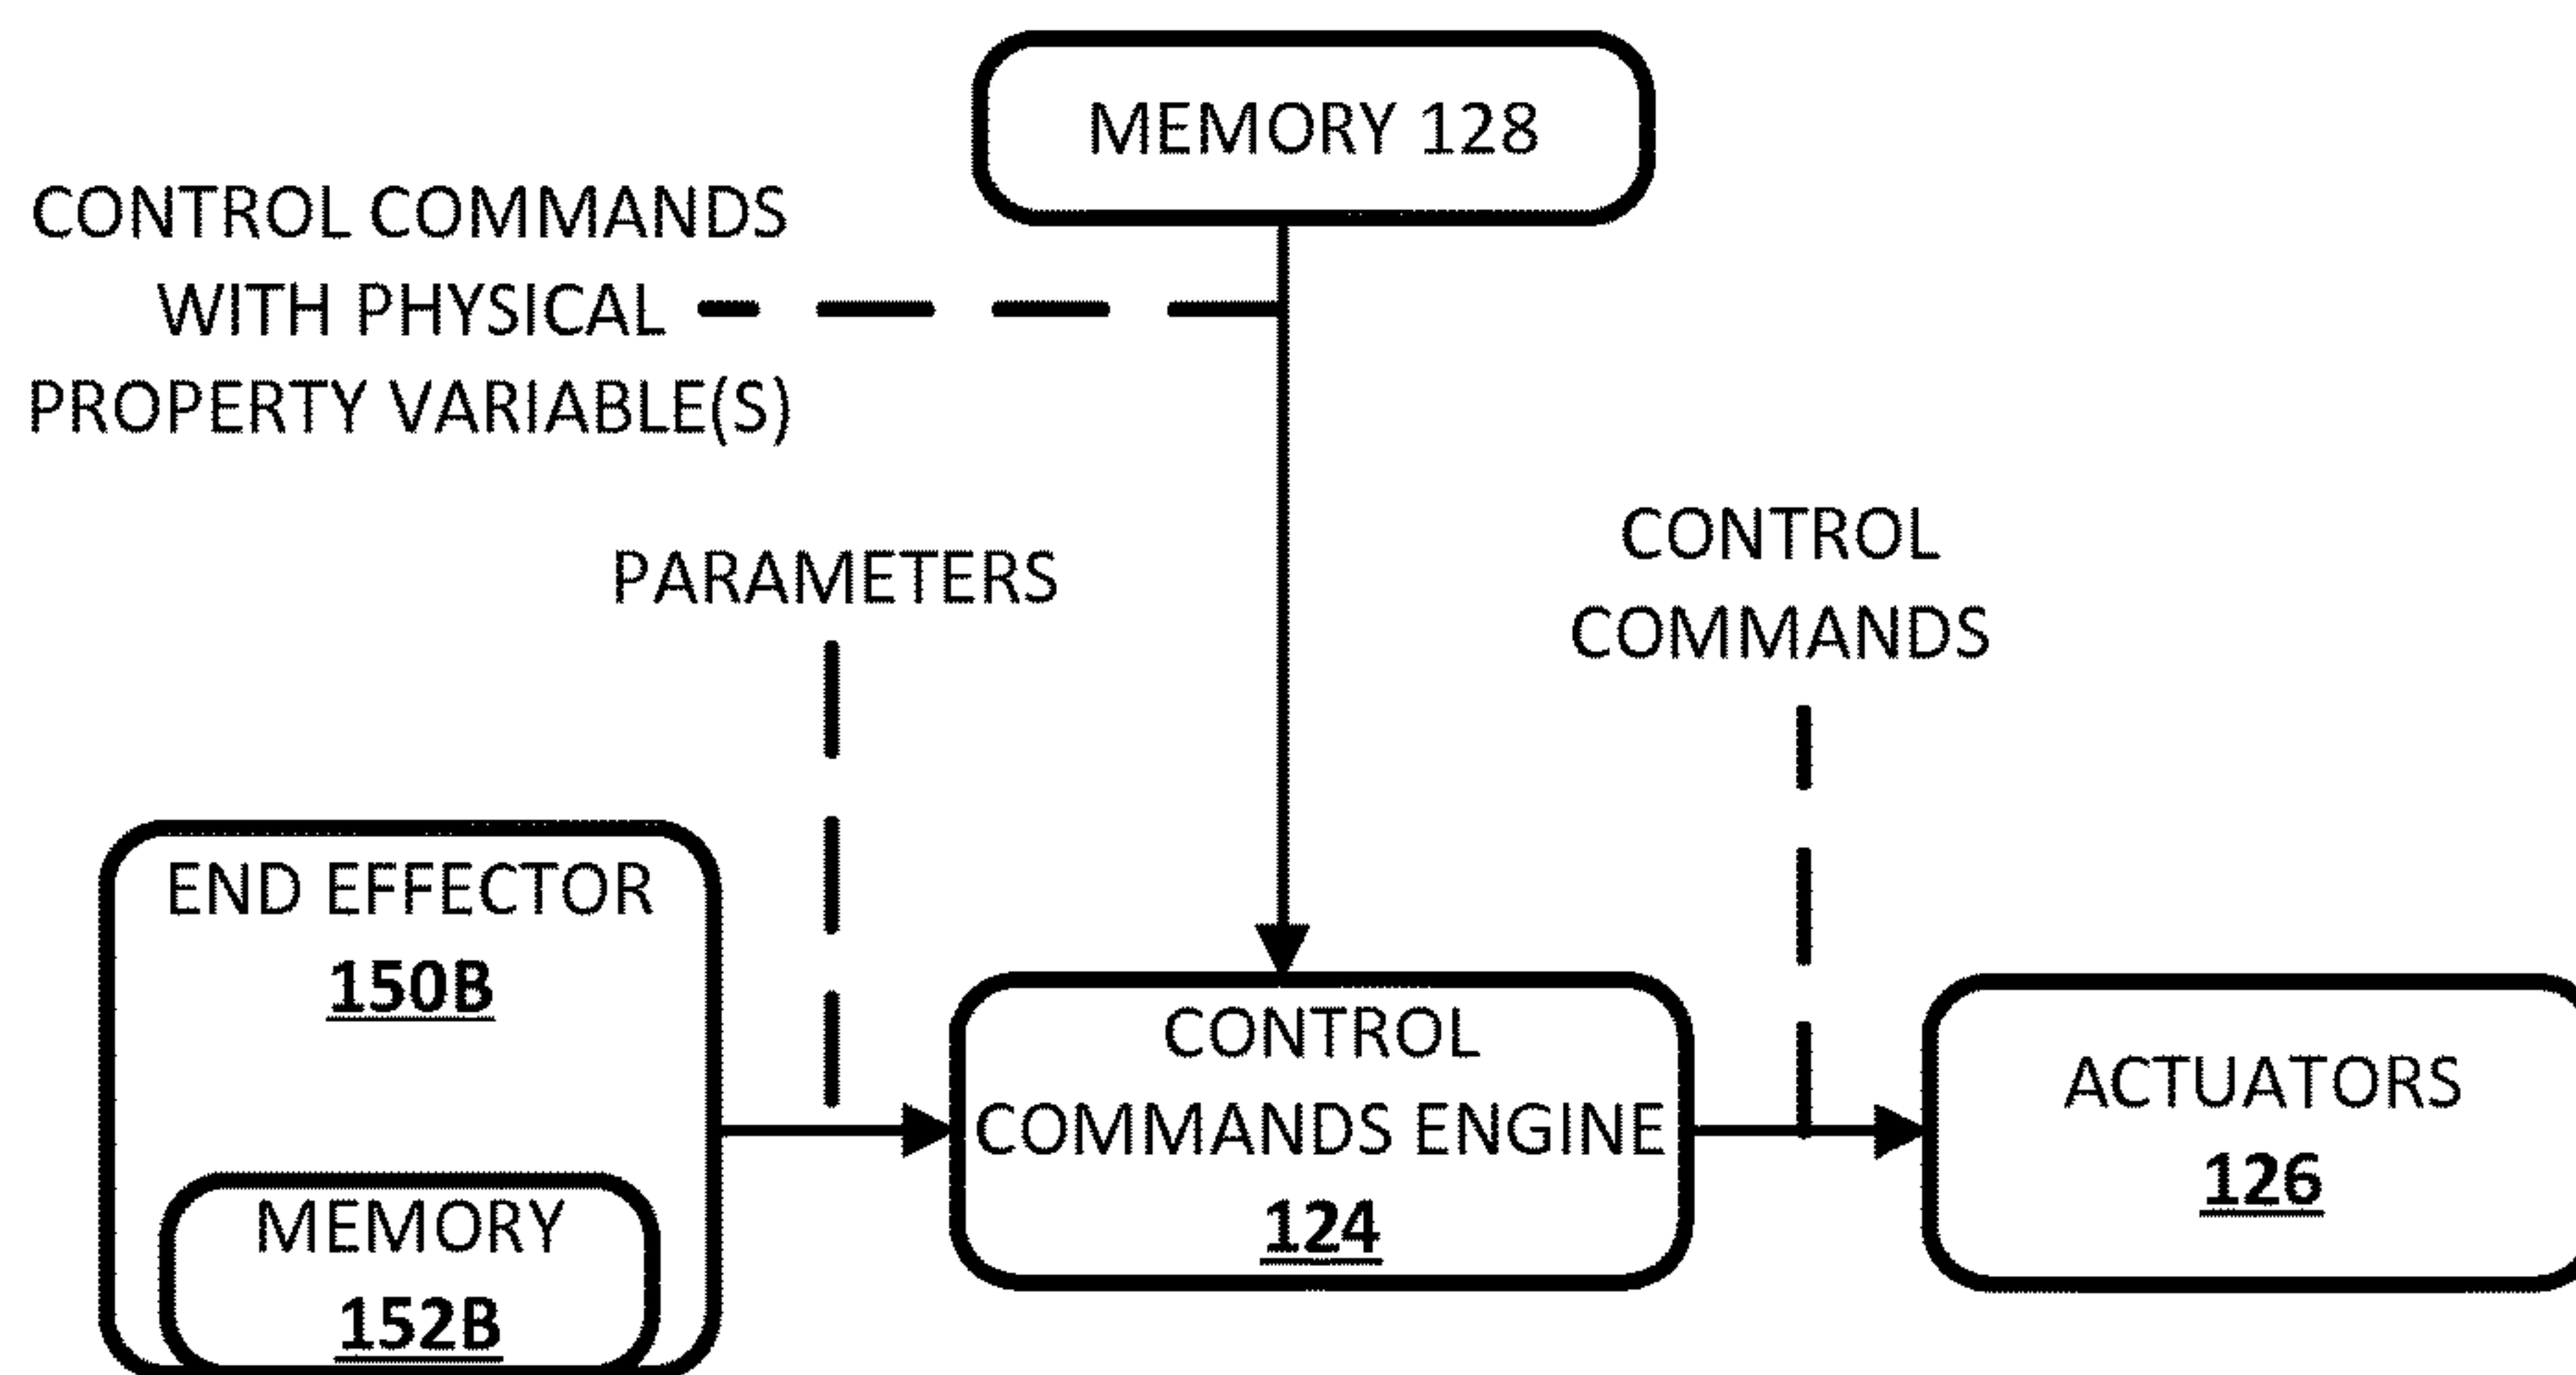 MEMORY 128
CONTROL COMMANDS
WITH PHYSICAL
PROPERTY VARIABLE(S)
PARAMETERS
CONTROL
COMMANDS
END EFFECTOR
150B
MEMORY
152B
CONTROL
COMMANDS ENGINE
124
ACTUATORS
126